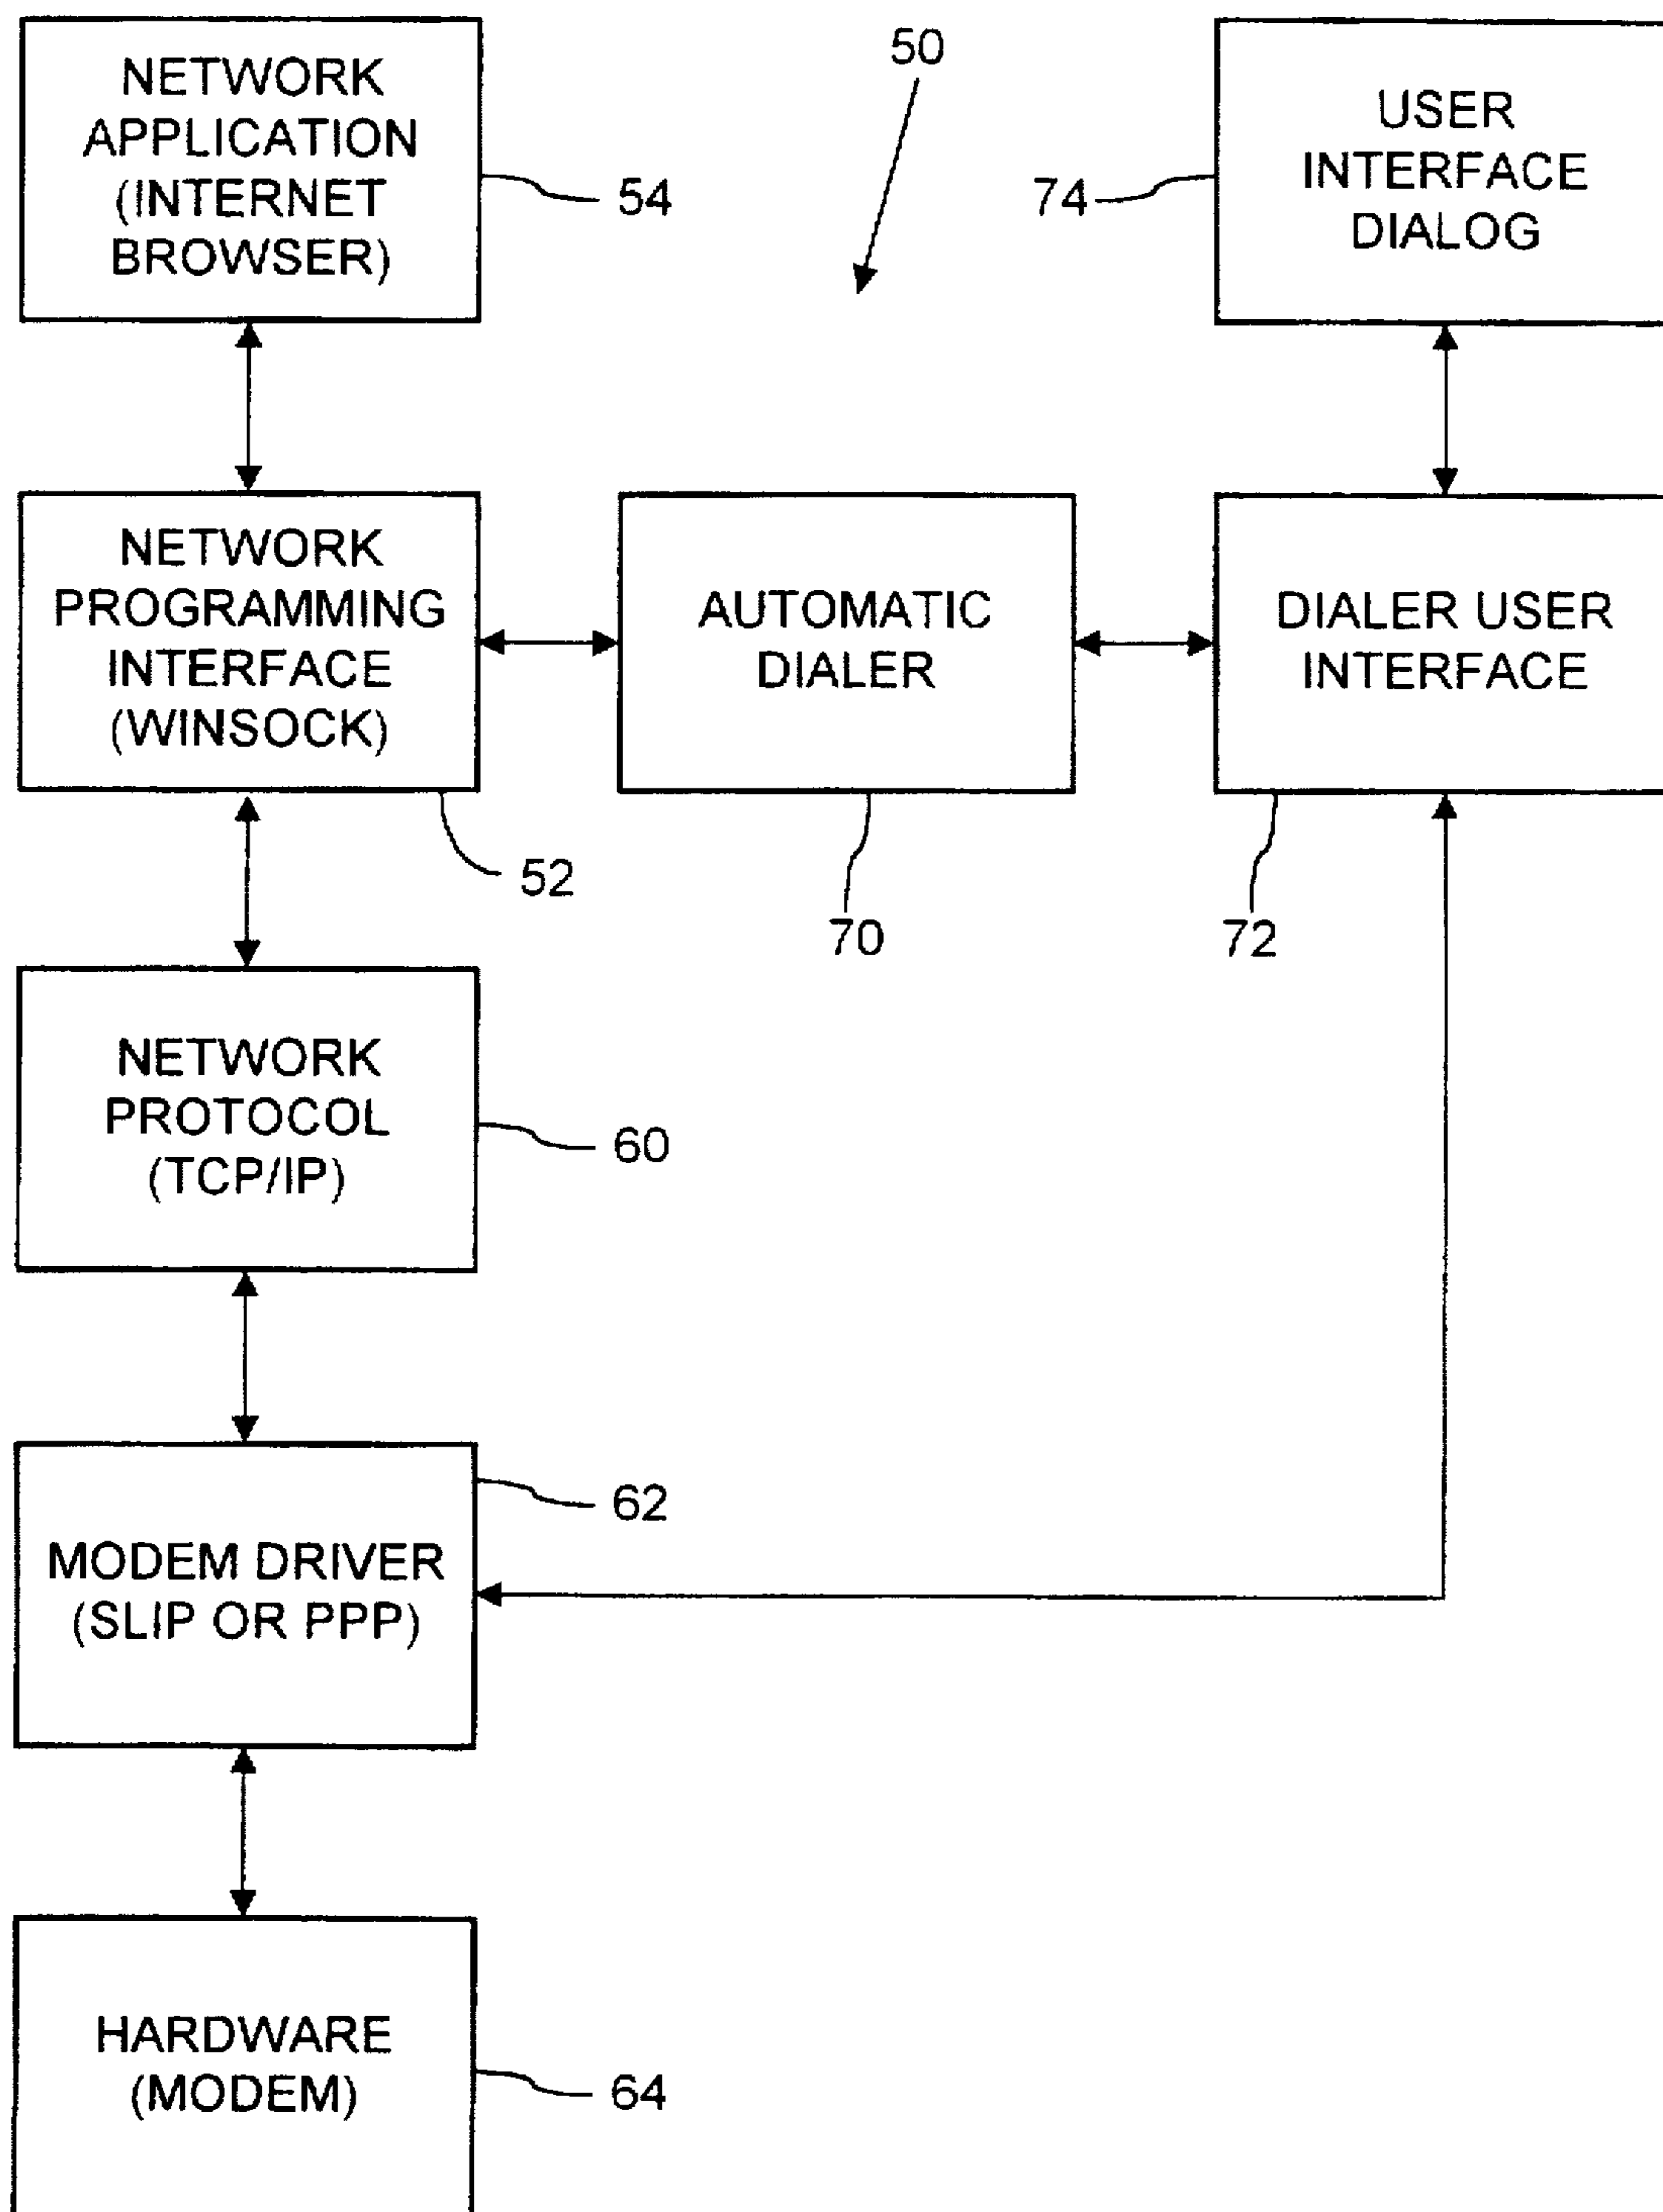 NETWORK
APPLICATION
(INTERNET
BROWSER)
54
50
USER
INTERFACE
DIALOG
74
NETWORK
PROGRAMMING
INTERFACE
(WINSOCK)
52
AUTOMATIC
DIALER
70
DIALER USER
INTERFACE
72
NETWORK
PROTOCOL
(TCP/IP)
60
MODEM DRIVER
(SLIP OR PPP)
62
HARDWARE
(MODEM)
64